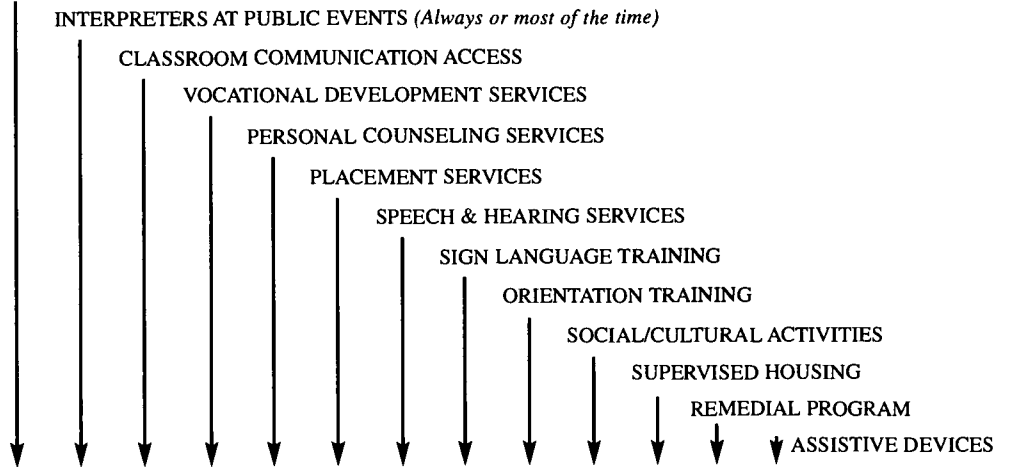 INTERPRETERS AT PUBLIC EVENTS (Always or most of the time)
CLASSROOM COMMUNICATION ACCESS
VOCATIONAL DEVELOPMENT SERVICES
PERSONAL COUNSELING SERVICES
PLACEMENT SERVICES
SPEECH & HEARING SERVICES
SIGN LANGUAGE TRAINING
ORIENTATION TRAINING
SOCIAL/CULTURAL ACTIVITIES
SUPERVISED HOUSING
REMEDIAL PROGRAM
ASSISTIVE DEVICES